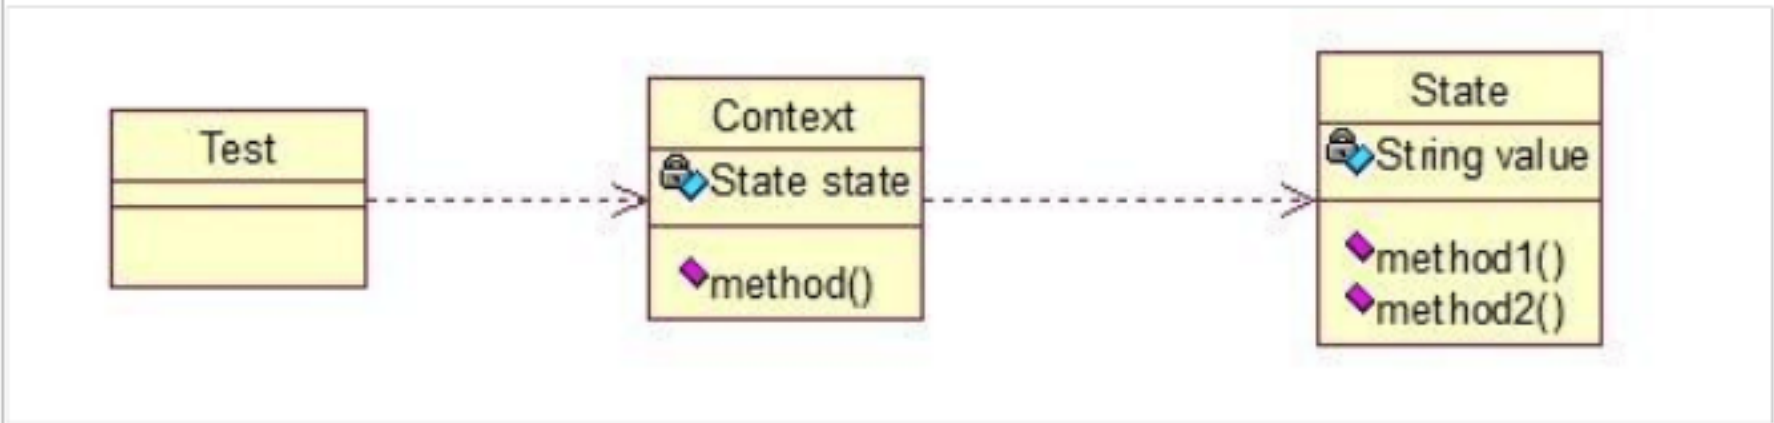 Test
Context
State state
method()
State
String value
method1()
method2()